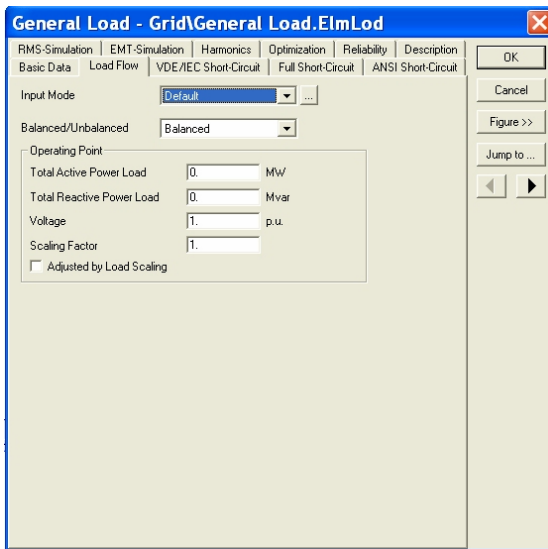 General Load - Grid\General Load.ElmLod
RMS-Simulation EMT-Simulation Harmonics Optimization Reliability Description
Basic Data Load Flow VDE/IEC Short-Circuit Full Short-Circuit ANSI Short-Circuit
OK
Cancel
Figure >>
Jump to ...
Input Mode Default ...
Balanced/Unbalanced Balanced
Operating Point
Total Active Power Load 0. MW
Total Reactive Power Load 0. Mvar
Voltage 1. p.u.
Scaling Factor 1.
Adjusted by Load Scaling